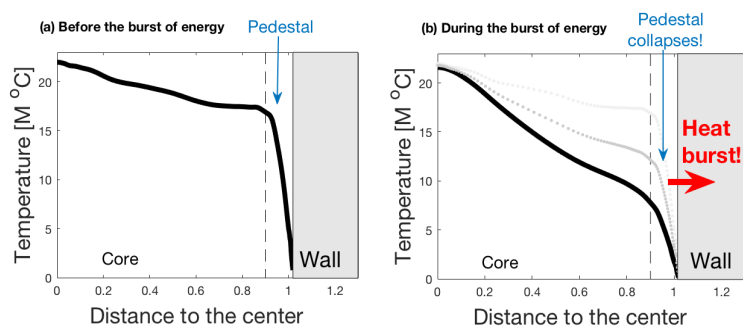 (a) Before the burst of energy
Pedestal
Temperature [M °C]
20
15
10
5
0
Core
Wall
0 0.2 0.4 0.6 0.8 1 1.2
Distance to the center
(b) During the burst of energy
Pedestal
collapses!
Temperature [M °C]
20
15
10
5
0
Heat
burst!
Core
Wall
0 0.2 0.4 0.6 0.8 1 1.2
Distance to the center